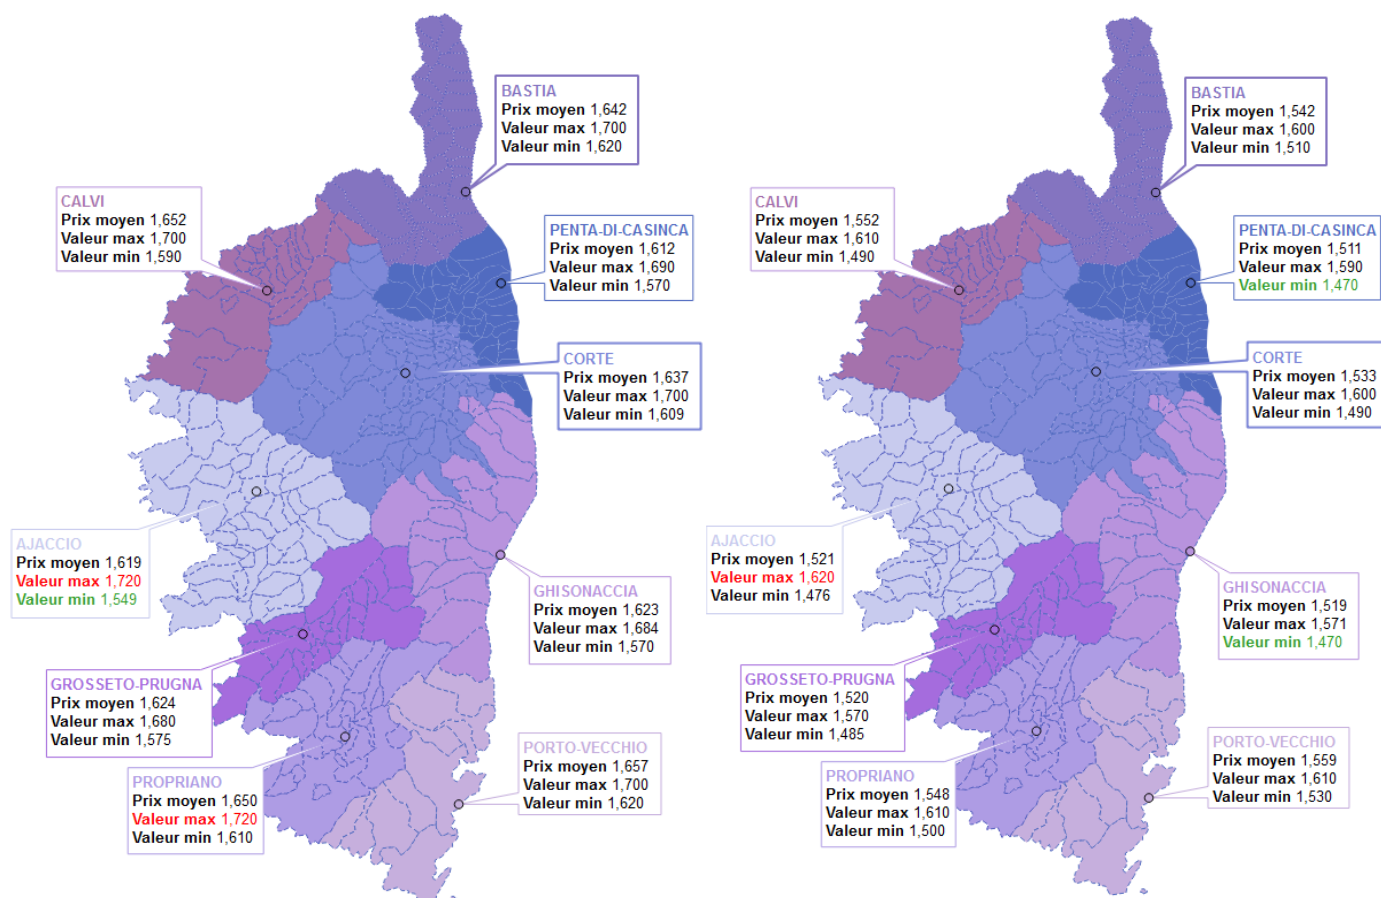 BASTIA
Prix moyen 1,642
Valeur max 1,700
Valeur min 1,620
CALVI
Prix moyen 1,652
Valeur max 1,700
Valeur min 1,590
PENTA-DI-CASINCA
Prix moyen 1,612
Valeur max 1,690
Valeur min 1,570
CORTE
Prix moyen 1,637
Valeur max 1,700
Valeur min 1,609
AJACCIO
Prix moyen 1,619
Valeur max 1,720
Valeur min 1,549
GHISONACCIA
Prix moyen 1,623
Valeur max 1,684
Valeur min 1,570
GROSSETO-PRUGNA
Prix moyen 1,624
Valeur max 1,680
Valeur min 1,575
PORTO-VECCHIO
Prix moyen 1,657
Valeur max 1,700
Valeur min 1,620
PROPRIANO
Prix moyen 1,650
Valeur max 1,720
Valeur min 1,610
BASTIA
Prix moyen 1,542
Valeur max 1,600
Valeur min 1,510
CALVI
Prix moyen 1,552
Valeur max 1,610
Valeur min 1,490
PENTA-DI-CASINCA
Prix moyen 1,511
Valeur max 1,590
Valeur min 1,470
CORTE
Prix moyen 1,533
Valeur max 1,600
Valeur min 1,490
AJACCIO
Prix moyen 1,521
Valeur max 1,620
Valeur min 1,476
GHISONACCIA
Prix moyen 1,519
Valeur max 1,571
Valeur min 1,470
GROSSETO-PRUGNA
Prix moyen 1,520
Valeur max 1,570
Valeur min 1,485
PORTO-VECCHIO
Prix moyen 1,559
Valeur max 1,610
Valeur min 1,530
PROPRIANO
Prix moyen 1,548
Valeur max 1,610
Valeur min 1,500